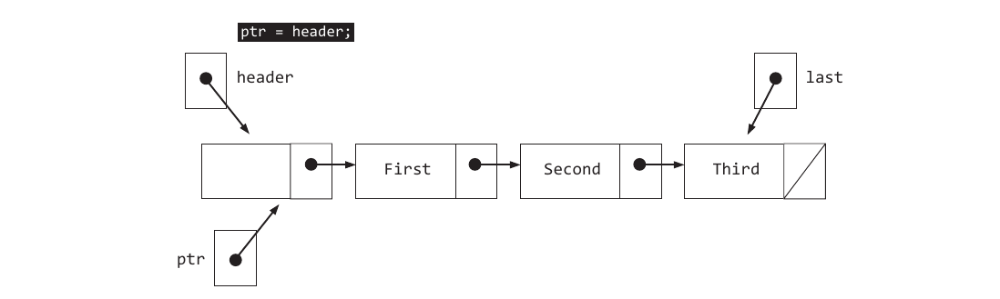 ptr = header;
header
last
First
Second
Third
ptr